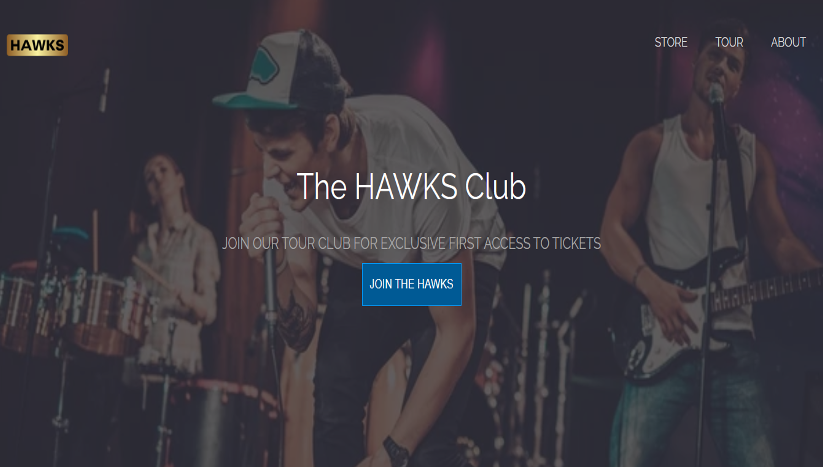 HAWKS
STORE TOUR ABOUT
The HAWKS Club
JOIN OUR TOUR CLUB FOR EXCLUSIVE FIRST ACCESS TO TICKETS
JOIN THE HAWKS